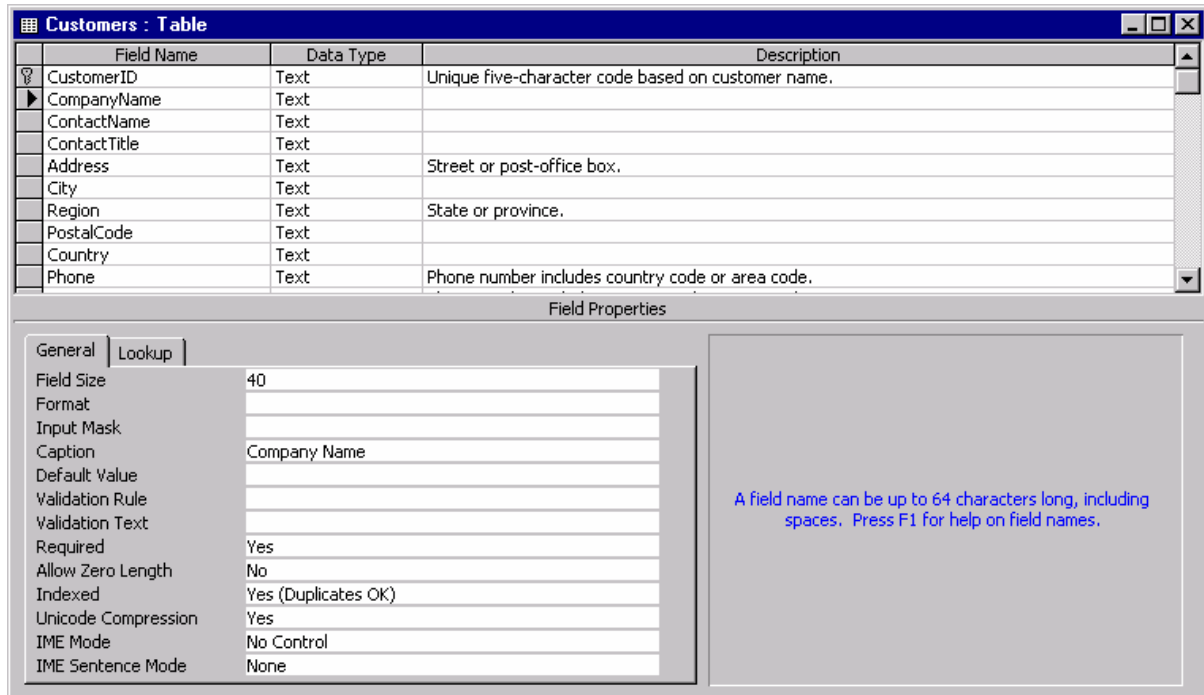 Customers : Table
Field Name Data Type Description
CustomerID Text Unique five-character code based on customer name.
CompanyName Text
ContactName Text
ContactTitle Text
Address Text Street or post-office box.
City Text
Region Text State or province.
PostalCode Text
Country Text
Phone Text Phone number includes country code or area code.
Field Properties
General Lookup
Field Size 40
Format
Input Mask
Caption Company Name
Default Value
Validation Rule
Validation Text
Required Yes
Allow Zero Length No
Indexed Yes (Duplicates OK)
Unicode Compression Yes
IME Mode No Control
IME Sentence Mode None
A field name can be up to 64 characters long, including
spaces. Press F1 for help on field names.